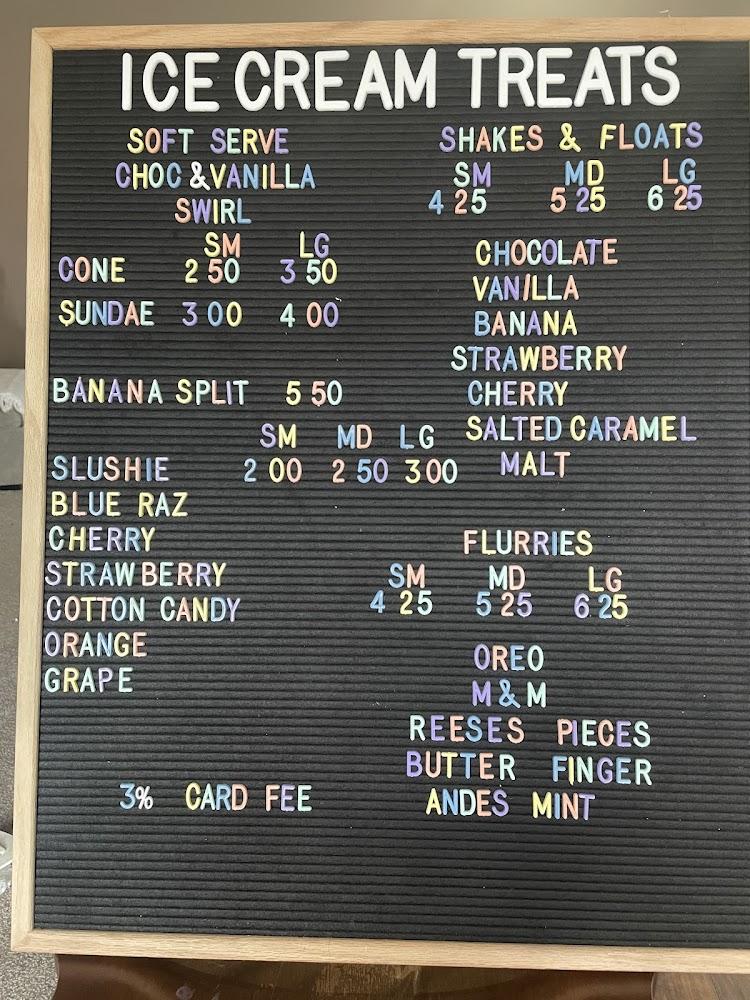 ICE CREAM TREATS
SOFT SERVE
CHOC & VANILLA
SWIRL
SM LG
CONE 2 50 3 50
SUNDAE 3 00 4 00
BANANA SPLIT 5 50
SM MD LG
SLUSHIE 2 00 2 50 3 00
BLUE RAZ
CHERRY
STRAWBERRY
COTTON CANDY
ORANGE
GRAPE
3% CARD FEE
SHAKES & FLOATS
SM MD LG
4 25 5 25 6 25
CHOCOLATE
VANILLA
BANANA
STRAWBERRY
CHERRY
SALTED CARAMEL
MALT
FLURRIES
SM MD LG
4 25 5 25 6 25
OREO
M & M
REESES PIECES
BUTTER FINGER
ANDES MINT